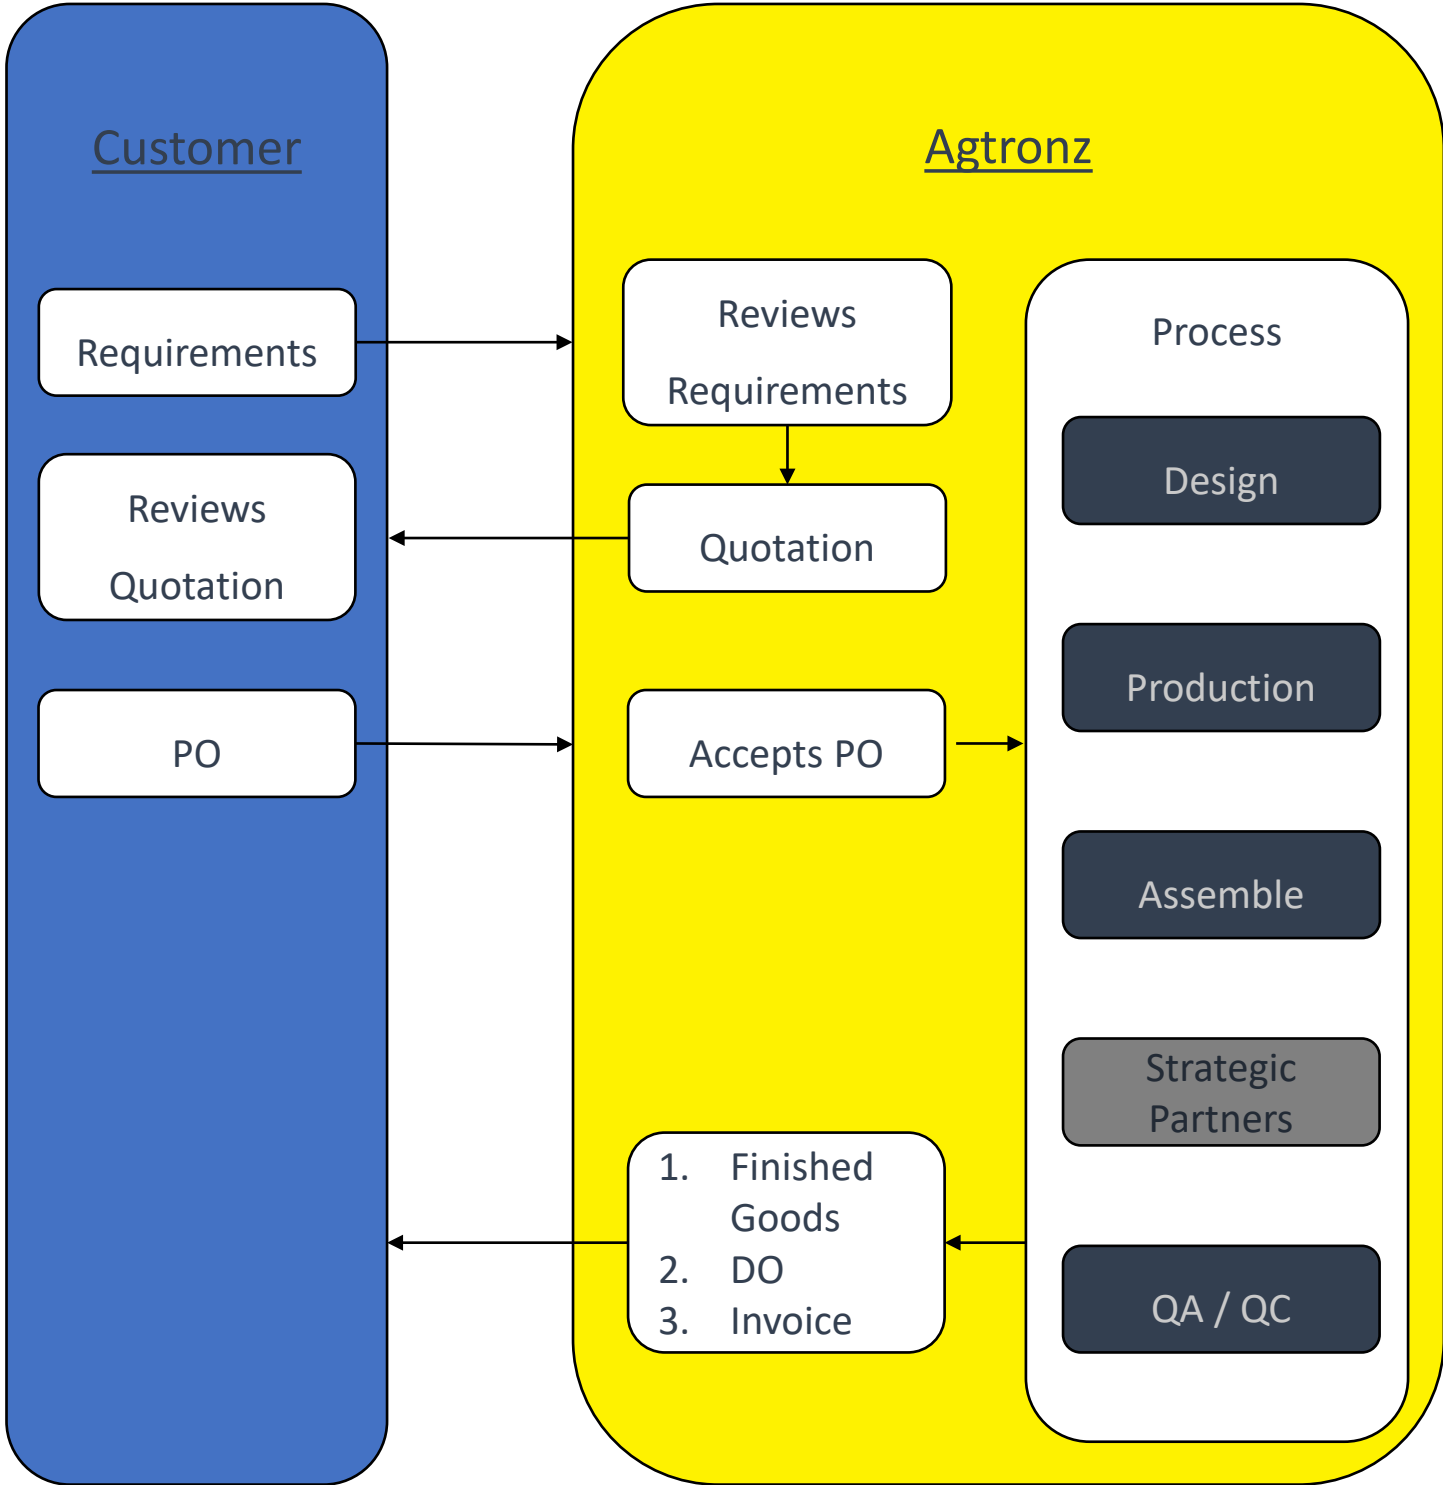 Customer
Requirements
Reviews
Quotation
PO
Agtronz
Reviews
Requirements
Quotation
Accepts PO
1. Finished
Goods
2. DO
3. Invoice
Process
Design
Production
Assemble
Strategic
Partners
QA / QC